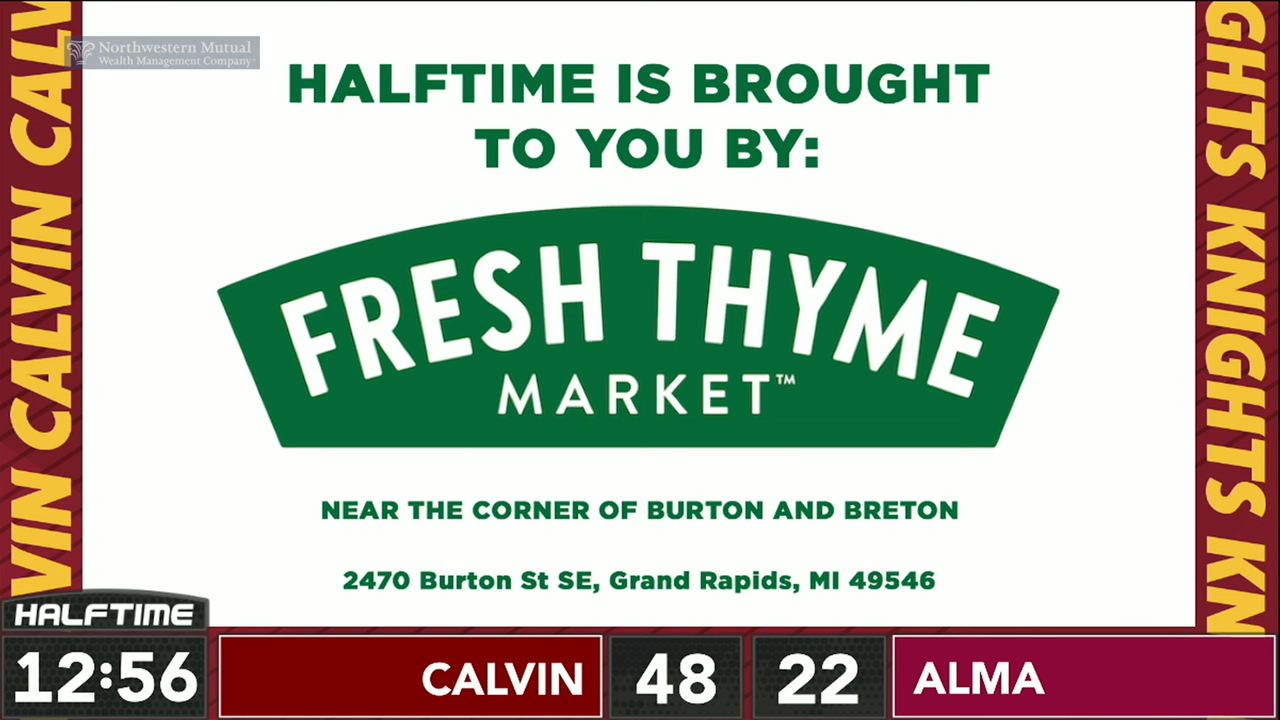 Northwestern Mutual
Wealth Management Company
HALFTIME IS BROUGHT
TO YOU BY:
FRESH THYME
MARKET™
NEAR THE CORNER OF BURTON AND BRETON
2470 Burton St SE, Grand Rapids, MI 49546
VIN CALVIN CALV
GHTS KNIGHTS KN
HALFTIME
12:56 CALVIN 48 22 ALMA